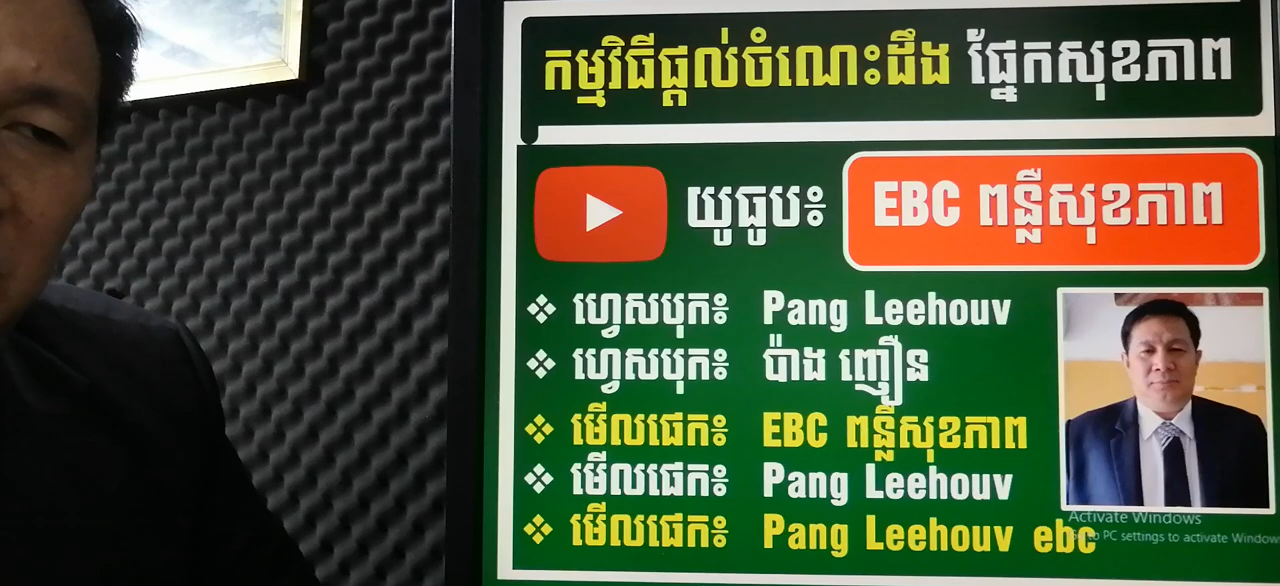 កម្មវិធីផ្តល់ចំណេះដឹង ផ្នែកសុខភាព
យូធូប៖ EBC ពន្លឺសុខភាព
ហ្វេសបុក៖ Pang Leehouv
ហ្វេសបុក៖ ប៉ាង ញឿន
មើលផេក៖ EBC ពន្លឺសុខភាព
មើលផេក៖ Pang Leehouv
មើលផេក៖ Pang Leehouv ebc
Activate Windows
to PC settings to activate Windows